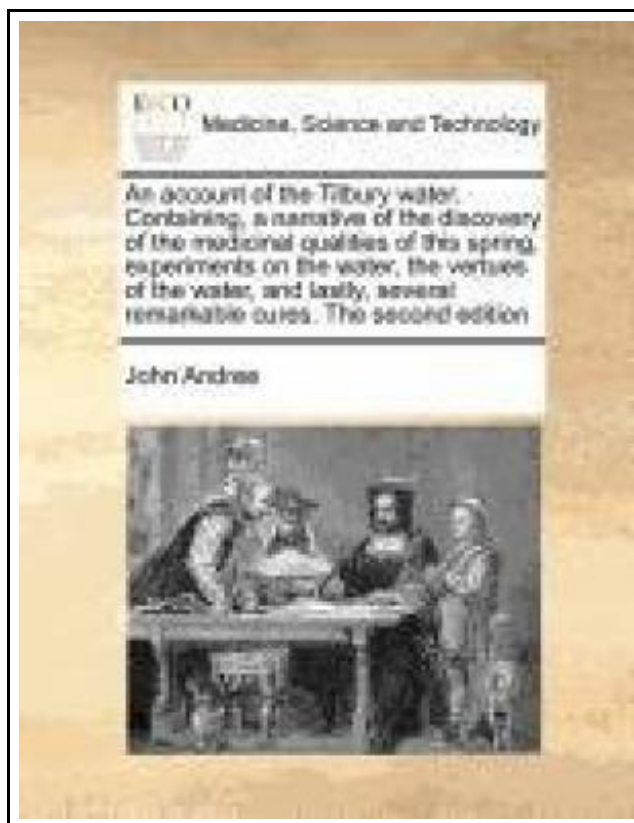 Medicine, Science and Technology
An account of the Tilbury water.
Containing, a narrative of the discovery
of the medicinal qualities of this spring,
experiments on the water, the vertues
of the water, and lastly, several
remarkable cures. The second edition
John Andree